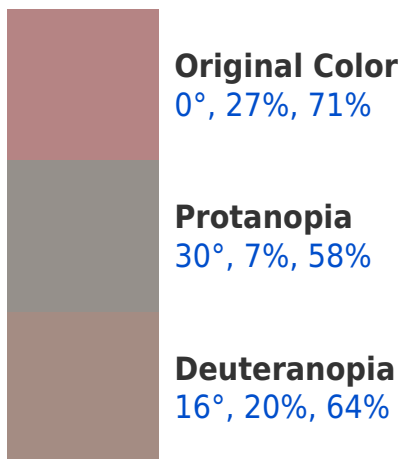 Original Color
0°, 27%, 71%
Protanopia
30°, 7%, 58%
Deuteranopia
16°, 20%, 64%